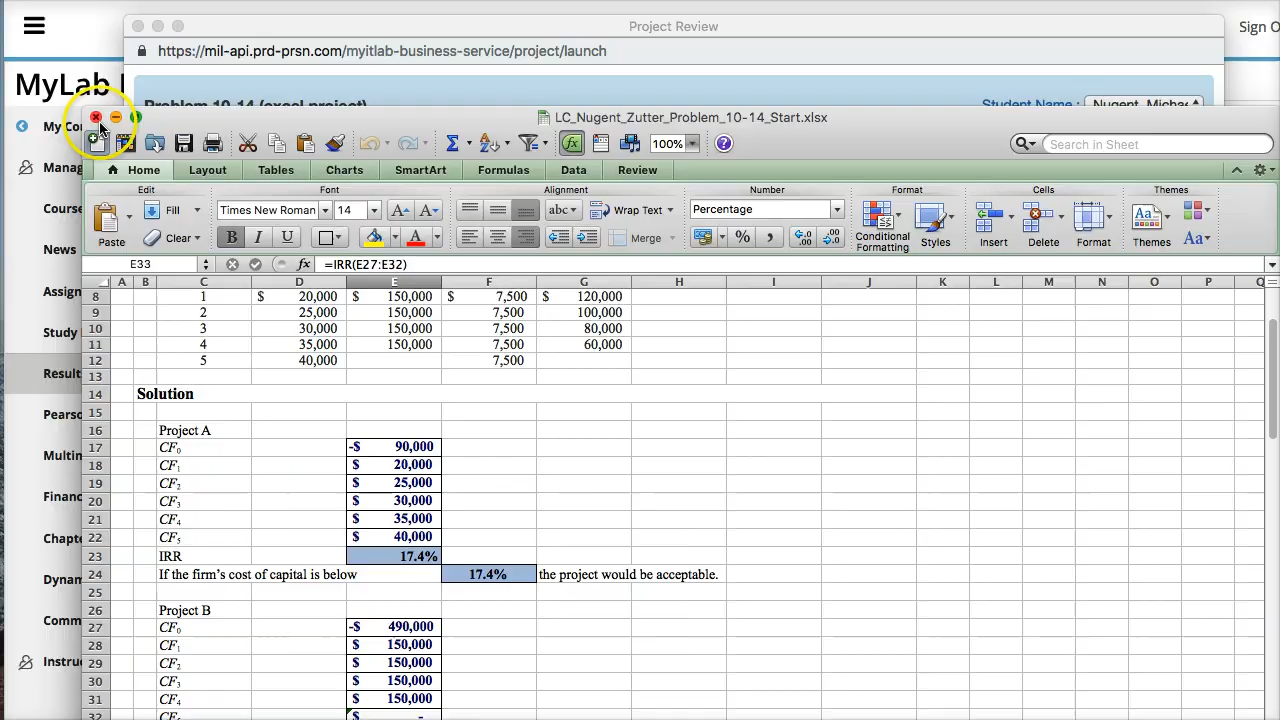 Project Review
Sign O
https://mil-api.prd-prsn.com/myitlab-business-service/project/launch
MyLab
Problem 10-14 (excel project)
Student Name :
Nugent, Michae
My Co
LC_Nugent_Zutter_Problem_10-14_Start.xlsx
100%
Search in Sheet
Manag
Home Layout Tables Charts SmartArt Formulas Data Review
Edit Font Alignment Number Format Cells Themes
Course
Fill Times New Roman 14 abc Wrap Text Percentage
Paste Clear B I U A Merge % , Conditional Formatting Styles Insert Delete Format Themes Aa
News
E33 fx =IRR(E27:E32)
A B C D E F G H I J K L M N O P Q
Assign
8 1 $ 20,000 $ 150,000 $ 7,500 $ 120,000
9 2 25,000 150,000 7,500 100,000
10 3 30,000 150,000 7,500 80,000
Study
11 4 35,000 150,000 7,500 60,000
12 5 40,000 7,500
Result
13
14 Solution
Pearso
15
16 Project A
17 CF0 -$ 90,000
Multin
18 CF1 $ 20,000
19 CF2 $ 25,000
Financ
20 CF3 $ 30,000
21 CF4 $ 35,000
Chapte
22 CF5 $ 40,000
23 IRR 17.4%
24 If the firm's cost of capital is below 17.4% the project would be acceptable.
Dynam
25
26 Project B
Comm
27 CF0 -$ 490,000
28 CF1 $ 150,000
29 CF2 $ 150,000
Instruc
30 CF3 $ 150,000
31 CF4 $ 150,000
32 $ -